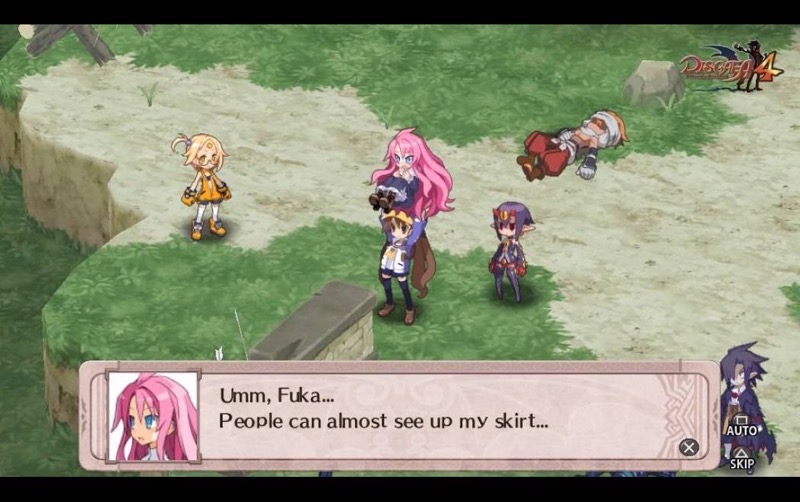 DISGAEA 4
Umm, Fuka...
People can almost see up my skirt...
AUTO
SKIP